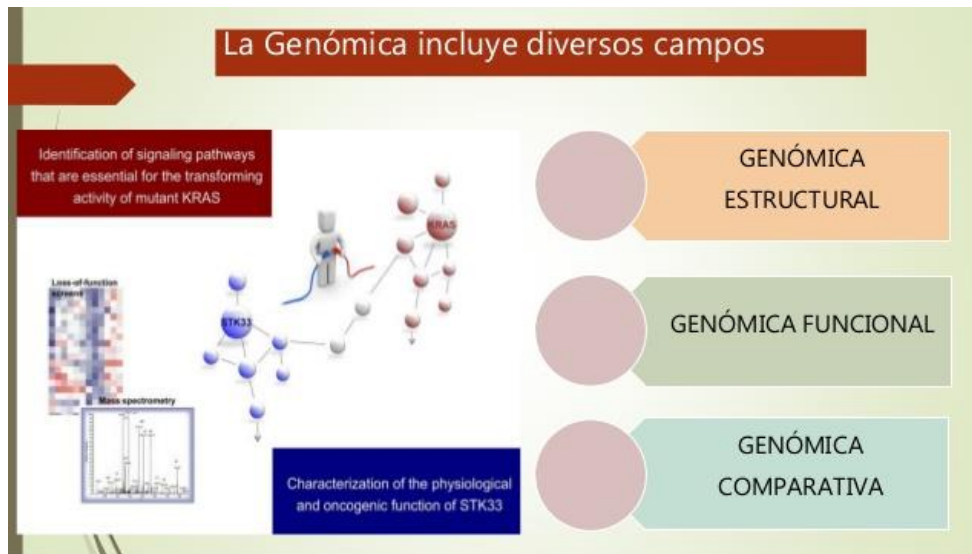 La Genómica incluye diversos campos
Identification of signaling pathways
that are essential for the transforming
activity of mutant KRAS
KRAS
Loss-of-function
screens
STK33
Mass spectrometry
Characterization of the physiological
and oncogenic function of STK33
GENÓMICA
ESTRUCTURAL
GENÓMICA FUNCIONAL
GENÓMICA
COMPARATIVA